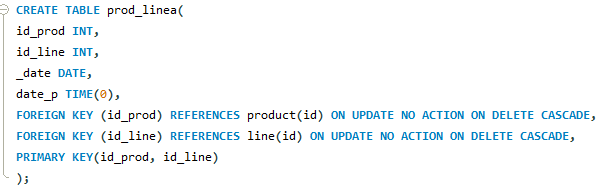 CREATE TABLE prod_linea(
id_prod INT,
id_line INT,
_date DATE,
date_p TIME(0),
FOREIGN KEY (id_prod) REFERENCES product(id) ON UPDATE NO ACTION ON DELETE CASCADE,
FOREIGN KEY (id_line) REFERENCES line(id) ON UPDATE NO ACTION ON DELETE CASCADE,
PRIMARY KEY(id_prod, id_line)
);